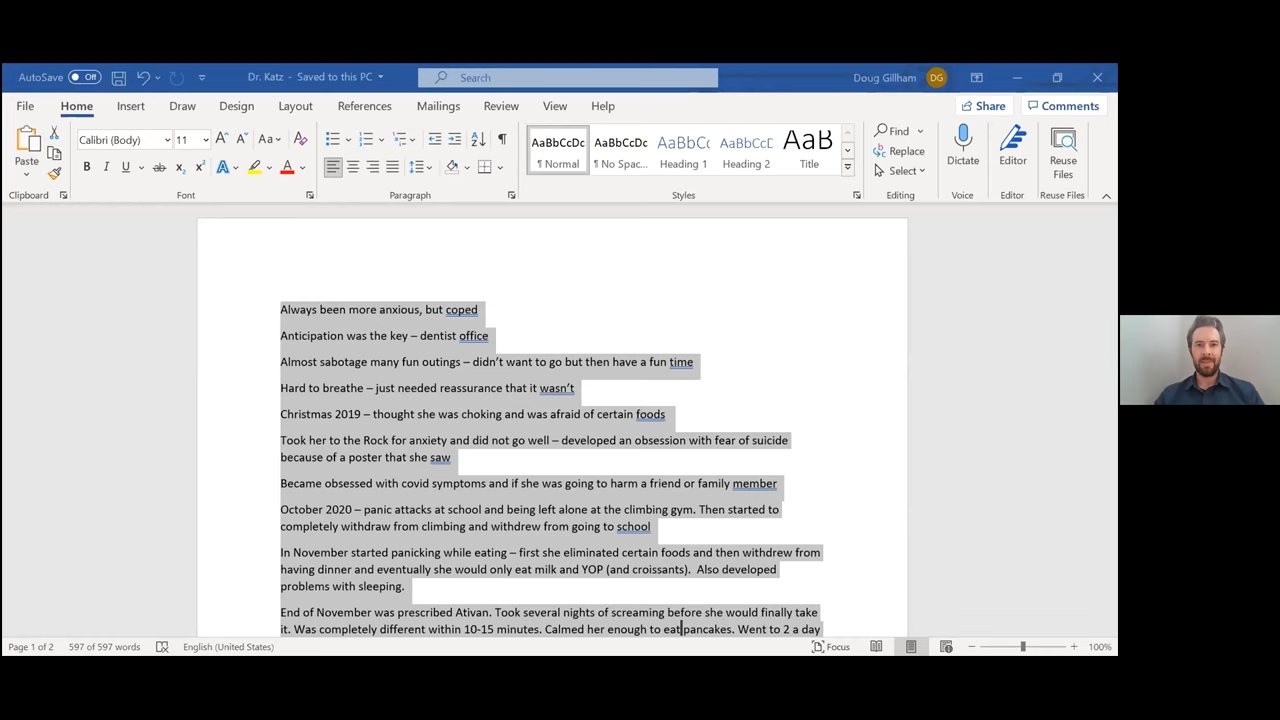 AutoSave Off Dr. Katz - Saved to this PC Search Doug Gillham DG
File Home Insert Draw Design Layout References Mailings Review View Help Share Comments
Calibri (Body) 11 A A Aa A AaBbCcDc AaBbCcDc AaBbCc AaBbCcD AaB Find
Replace
Select
Paste B I U ab x₂ x² A A ¶ Normal ¶ No Spac... Heading 1 Heading 2 Title Dictate Editor Reuse
Files
Clipboard Font Paragraph Styles Editing Voice Editor Reuse Files
Always been more anxious, but coped
Anticipation was the key – dentist office
Almost sabotage many fun outings – didn't want to go but then have a fun time
Hard to breathe – just needed reassurance that it wasn't
Christmas 2019 – thought she was choking and was afraid of certain foods
Took her to the Rock for anxiety and did not go well – developed an obsession with fear of suicide
because of a poster that she saw
Became obsessed with covid symptoms and if she was going to harm a friend or family member
October 2020 – panic attacks at school and being left alone at the climbing gym. Then started to
completely withdraw from climbing and withdrew from going to school
In November started panicking while eating – first she eliminated certain foods and then withdrew from
having dinner and eventually she would only eat milk and YOP (and croissants). Also developed
problems with sleeping.
End of November was prescribed Ativan. Took several nights of screaming before she would finally take
it. Was completely different within 10-15 minutes. Calmed her enough to eat pancakes. Went to 2 a day
Page 1 of 2 597 of 597 words English (United States) Focus 100%